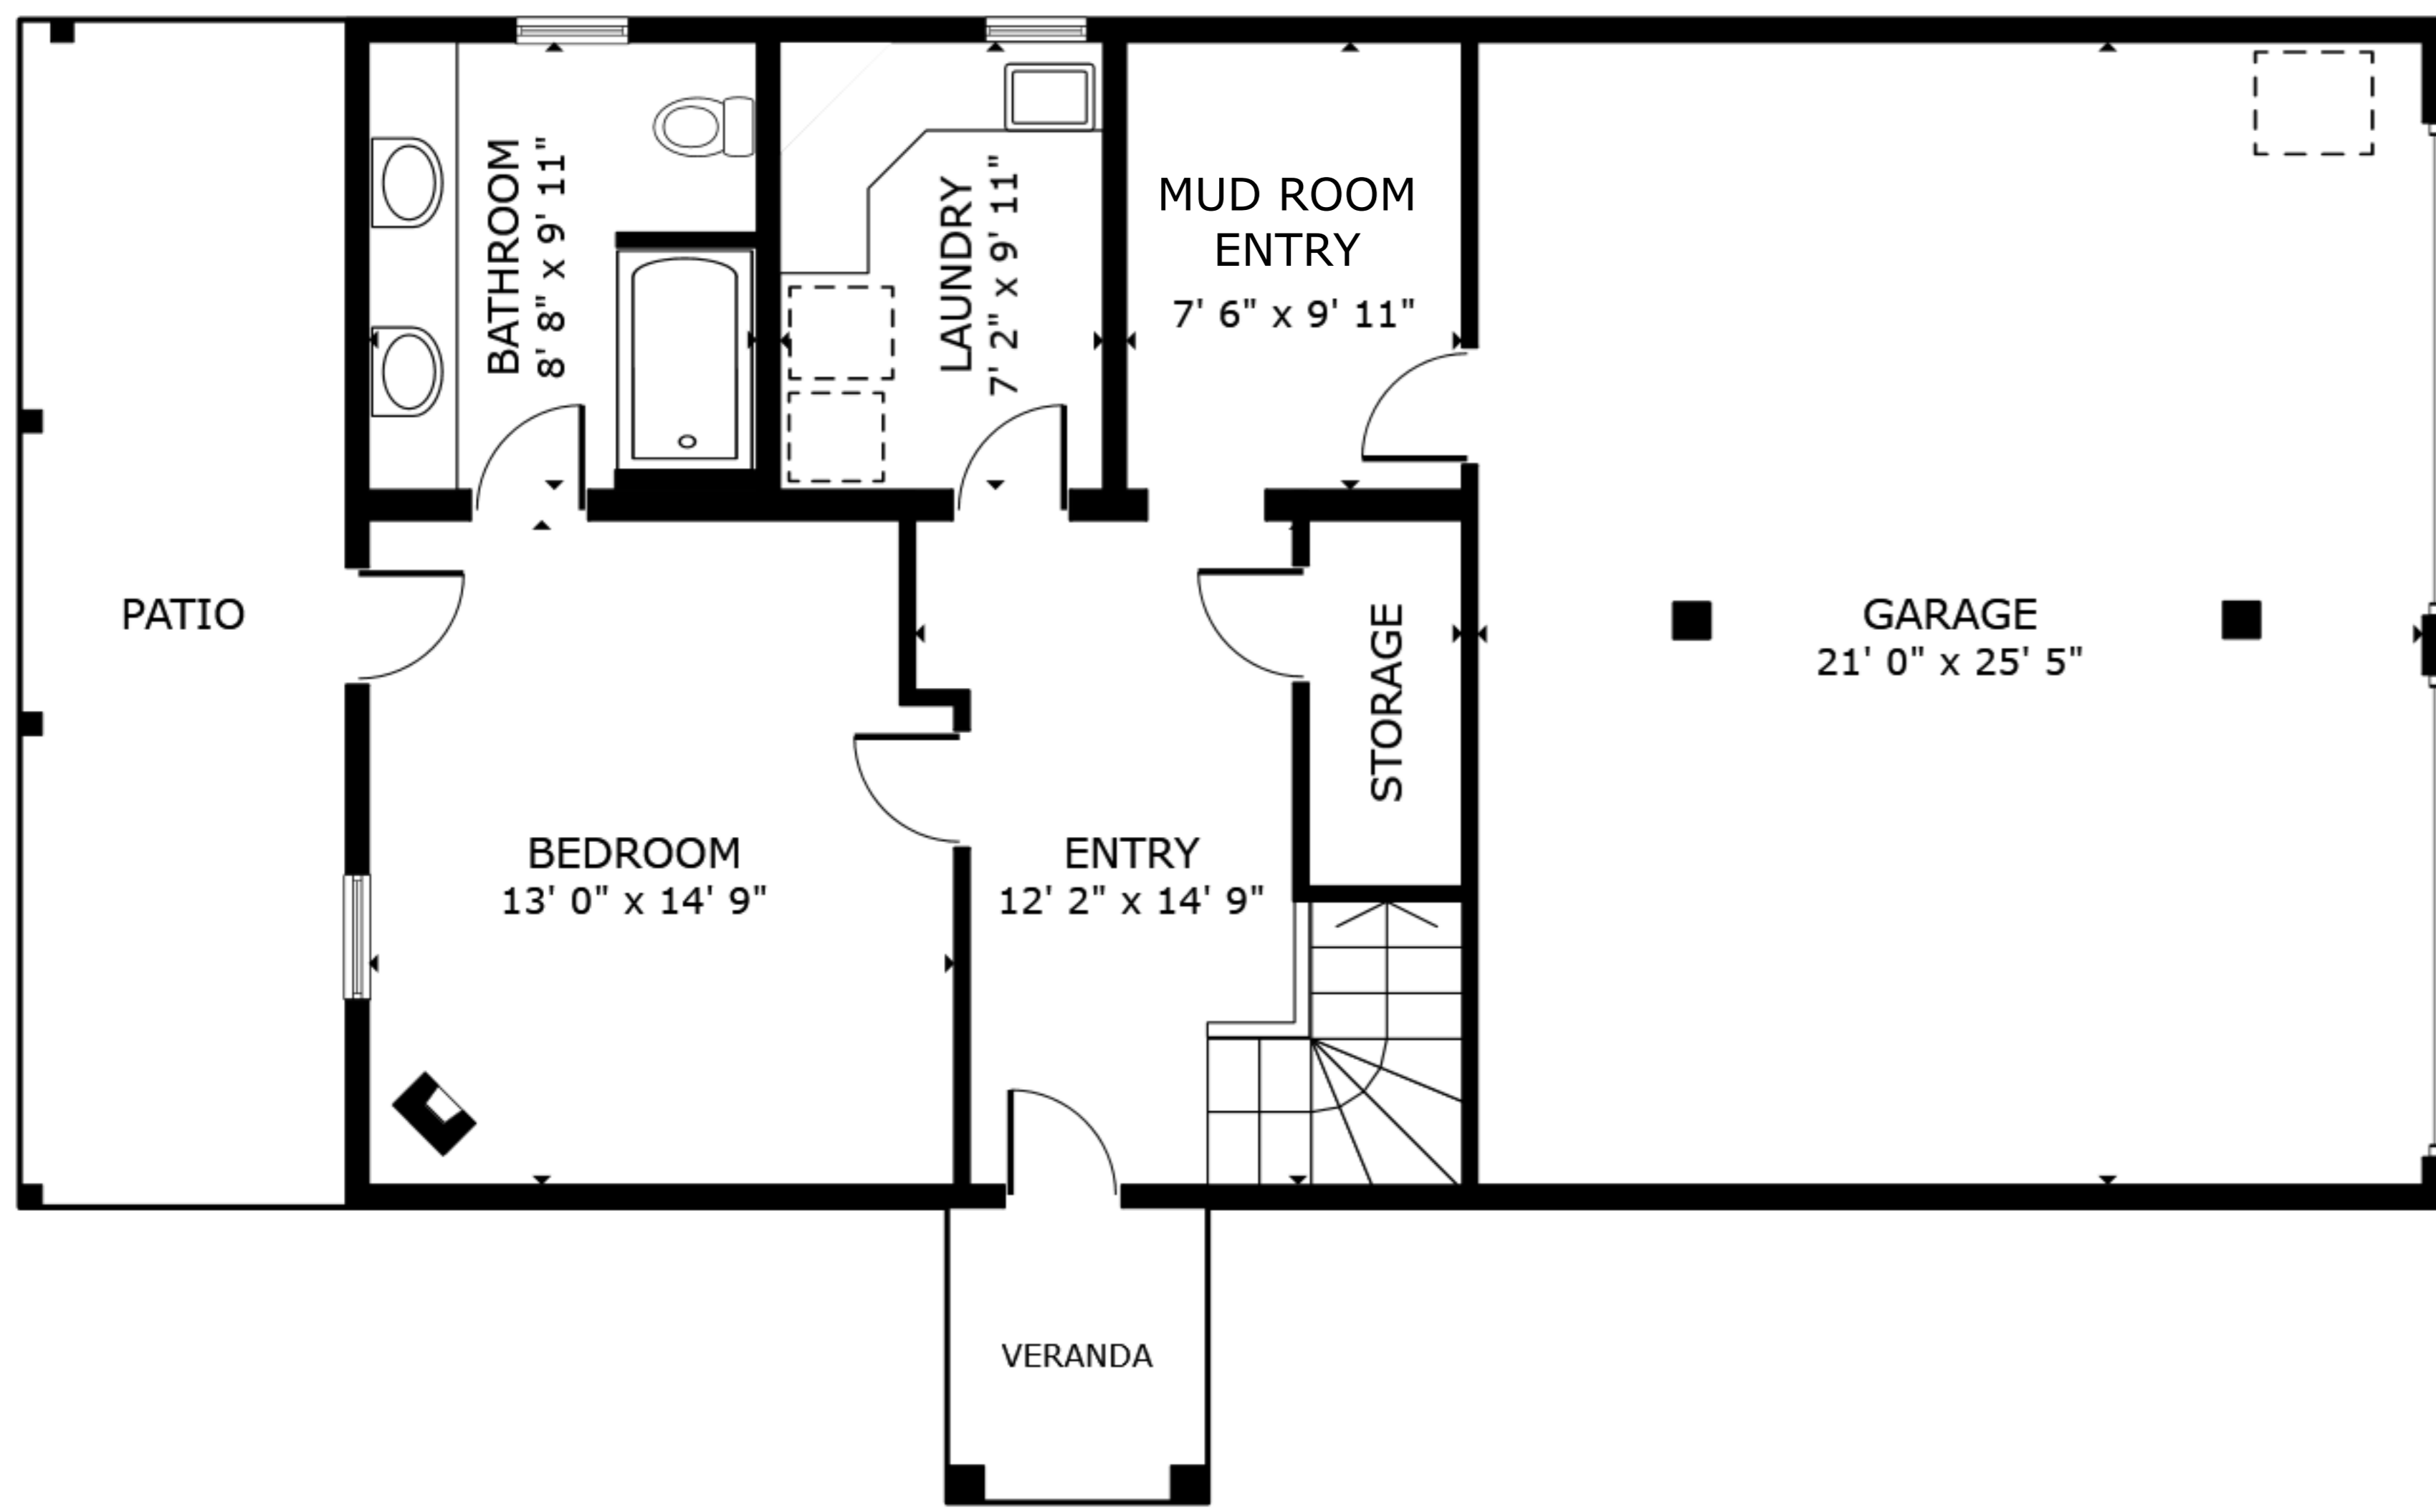 BATHROOM
8' 8" x 9' 11"
LAUNDRY
7' 2" x 9' 11"
MUD ROOM
ENTRY
7' 6" x 9' 11"
PATIO
STORAGE
GARAGE
21' 0" x 25' 5"
BEDROOM
13' 0" x 14' 9"
ENTRY
12' 2" x 14' 9"
VERANDA